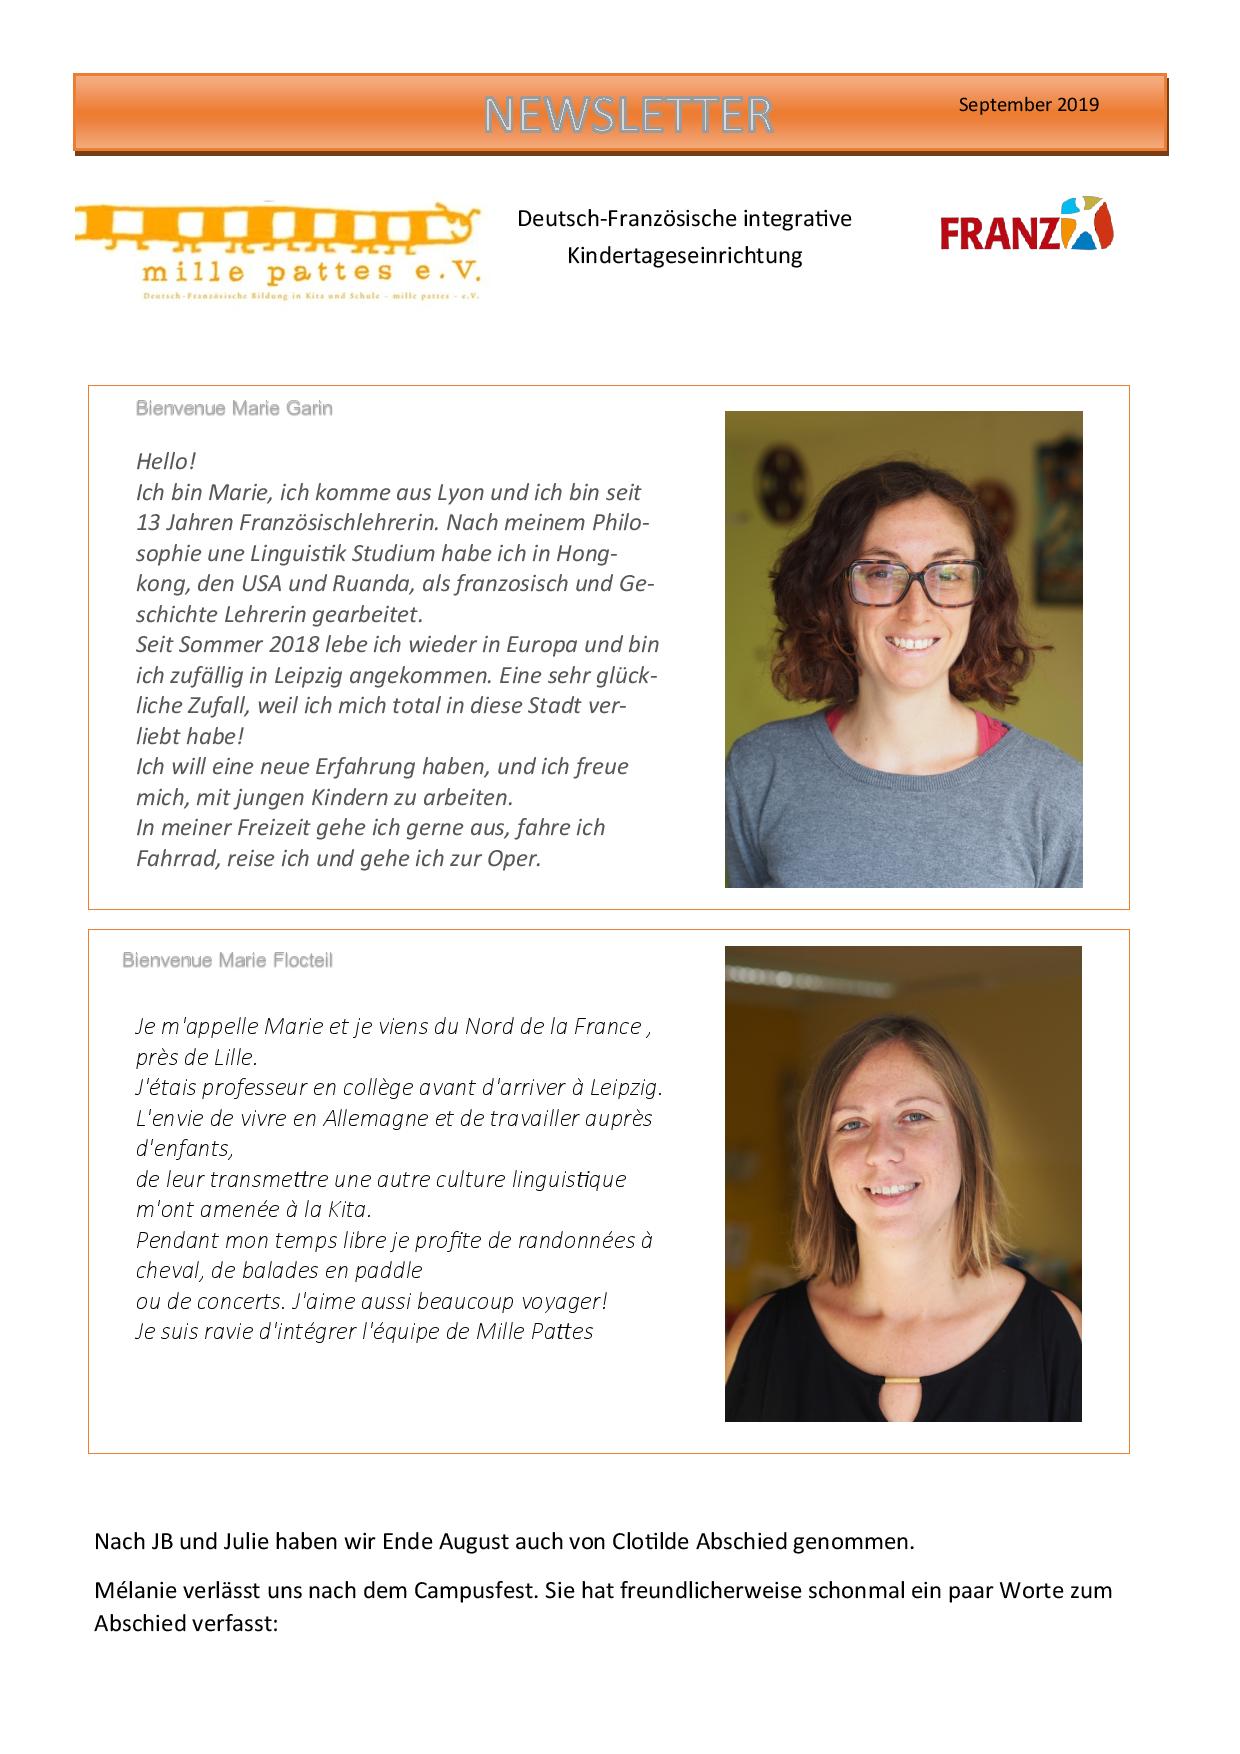 NEWSLETTER
September 2019
mille pattes e.V.
Deutsch-Französische Bildung in Kita und Schule - mille pattes - e.V.
Deutsch-Französische integrative
Kindertageseinrichtung
FRANZ
Bienvenue Marie Garin
Hello!
Ich bin Marie, ich komme aus Lyon und ich bin seit
13 Jahren Französischlehrerin. Nach meinem Philo-
sophie une Linguistik Studium habe ich in Hong-
kong, den USA und Ruanda, als franzosisch und Ge-
schichte Lehrerin gearbeitet.
Seit Sommer 2018 lebe ich wieder in Europa und bin
ich zufällig in Leipzig angekommen. Eine sehr glück-
liche Zufall, weil ich mich total in diese Stadt ver-
liebt habe!
Ich will eine neue Erfahrung haben, und ich freue
mich, mit jungen Kindern zu arbeiten.
In meiner Freizeit gehe ich gerne aus, fahre ich
Fahrrad, reise ich und gehe ich zur Oper.
Bienvenue Marie Flocteil
Je m'appelle Marie et je viens du Nord de la France ,
près de Lille.
J'étais professeur en collège avant d'arriver à Leipzig.
L'envie de vivre en Allemagne et de travailler auprès
d'enfants,
de leur transmettre une autre culture linguistique
m'ont amenée à la Kita.
Pendant mon temps libre je profite de randonnées à
cheval, de balades en paddle
ou de concerts. J'aime aussi beaucoup voyager!
Je suis ravie d'intégrer l'équipe de Mille Pattes
Nach JB und Julie haben wir Ende August auch von Clotilde Abschied genommen.
Mélanie verlässt uns nach dem Campusfest. Sie hat freundlicherweise schonmal ein paar Worte zum
Abschied verfasst: